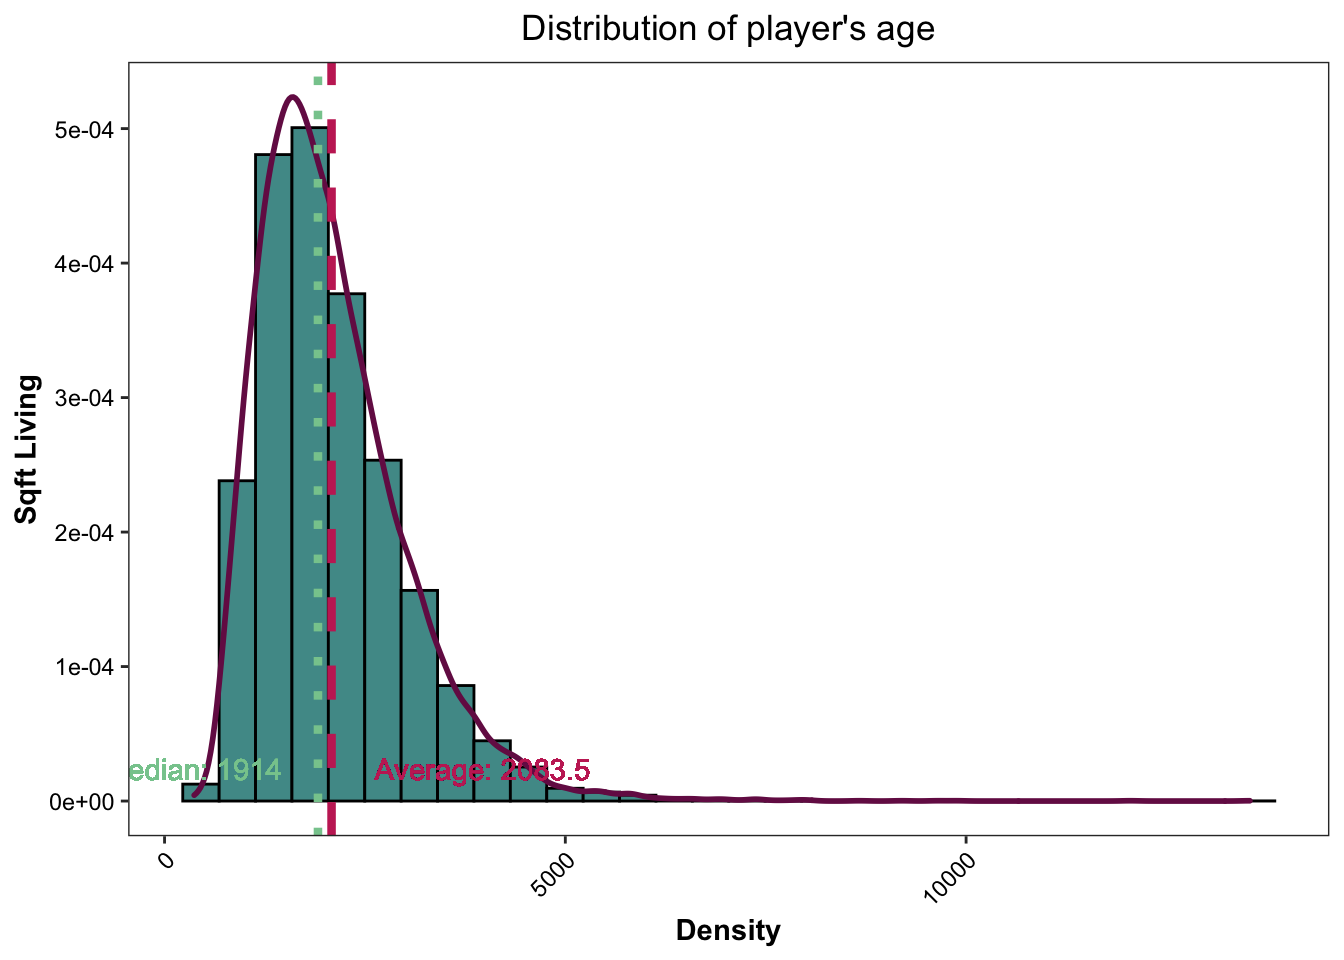 Distribution of player's age
Sqft Living
5e-04
4e-04
3e-04
2e-04
1e-04
0e+00
edian: 1914
Average: 2083.5
0
5000
10000
Density